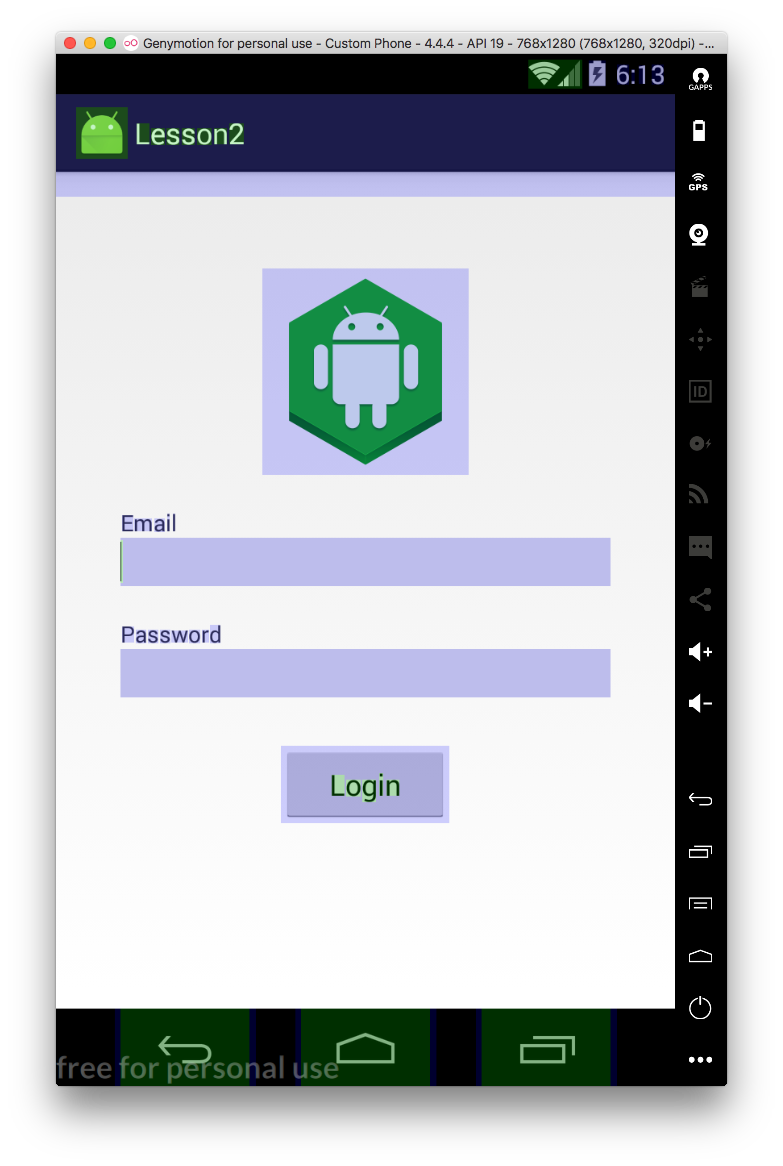 Genymotion for personal use - Custom Phone - 4.4.4 - API 19 - 768x1280 (768x1280, 320dpi) -...
6:13
GAPPS
Lesson2
GPS
ID
Email
Password
Login
free for personal use